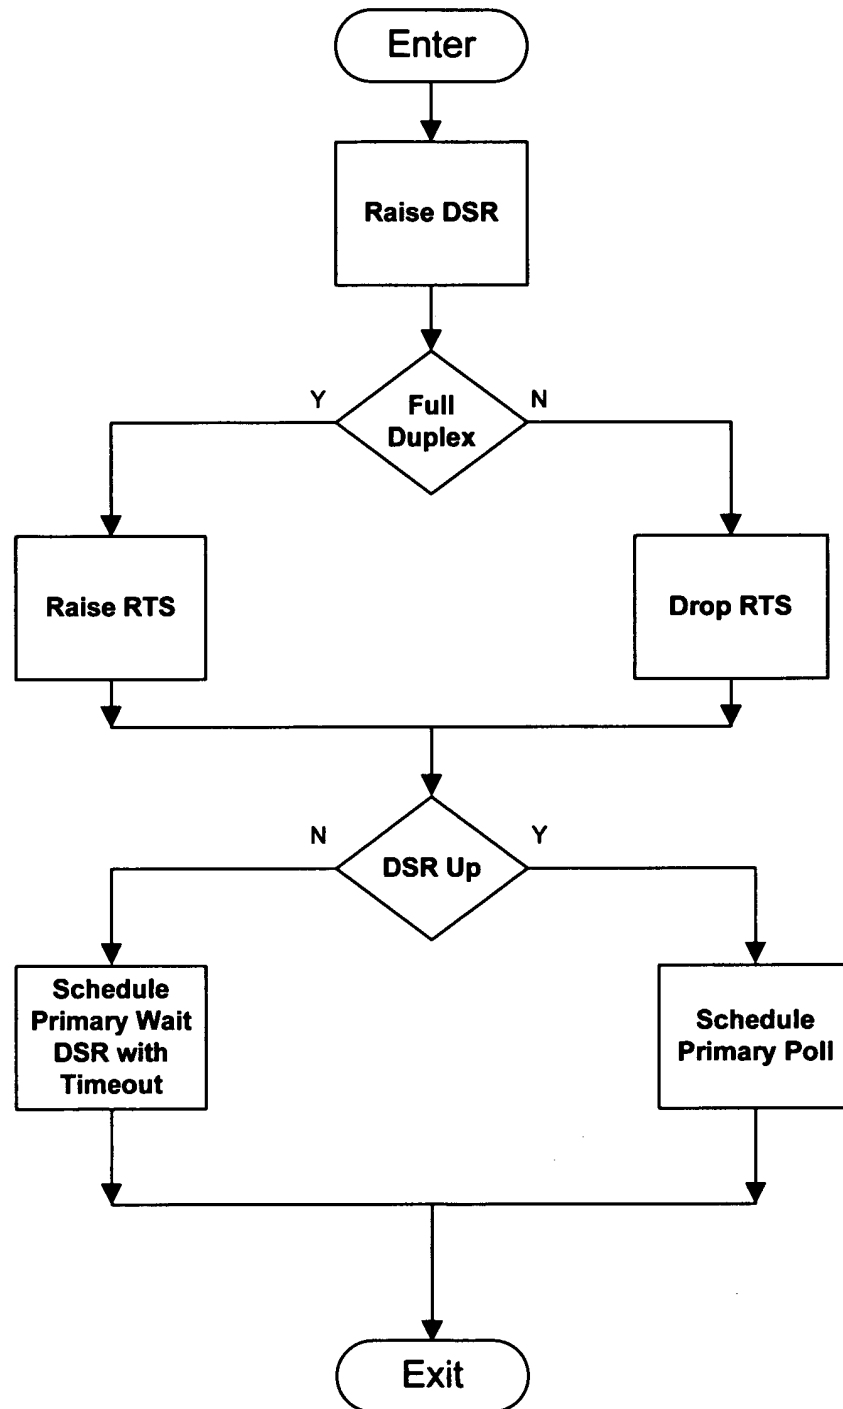 Enter
Raise DSR
Y
Full
Duplex
N
Raise RTS
Drop RTS
N
DSR Up
Y
Schedule
Primary Wait
DSR with
Timeout
Schedule
Primary Poll
Exit